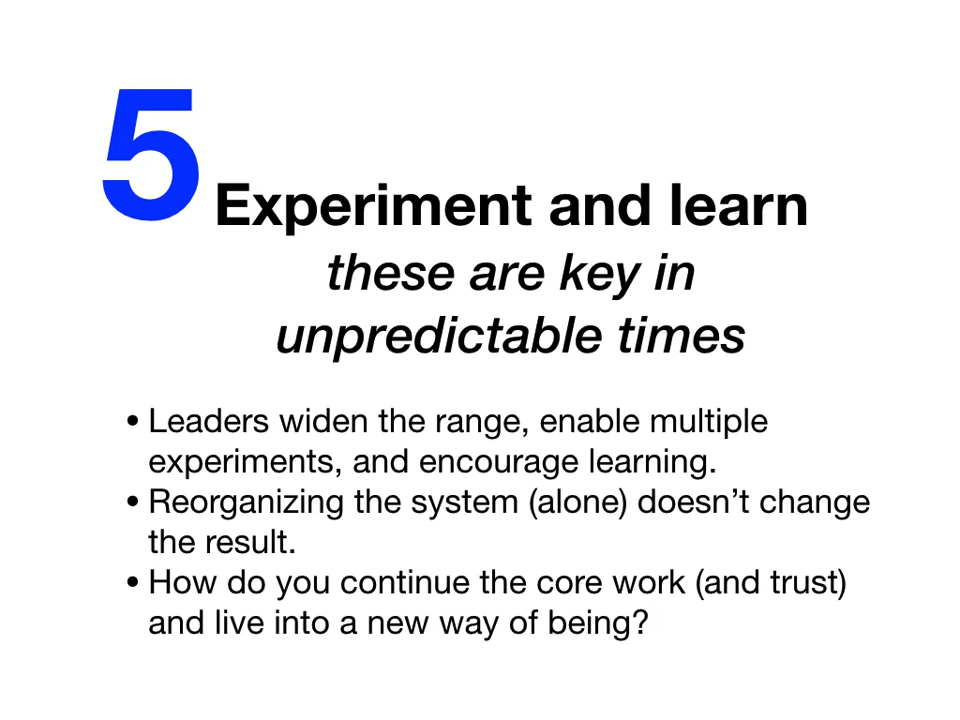 5
Experiment and learn
these are key in
unpredictable times
• Leaders widen the range, enable multiple
experiments, and encourage learning.
• Reorganizing the system (alone) doesn’t change
the result.
• How do you continue the core work (and trust)
and live into a new way of being?